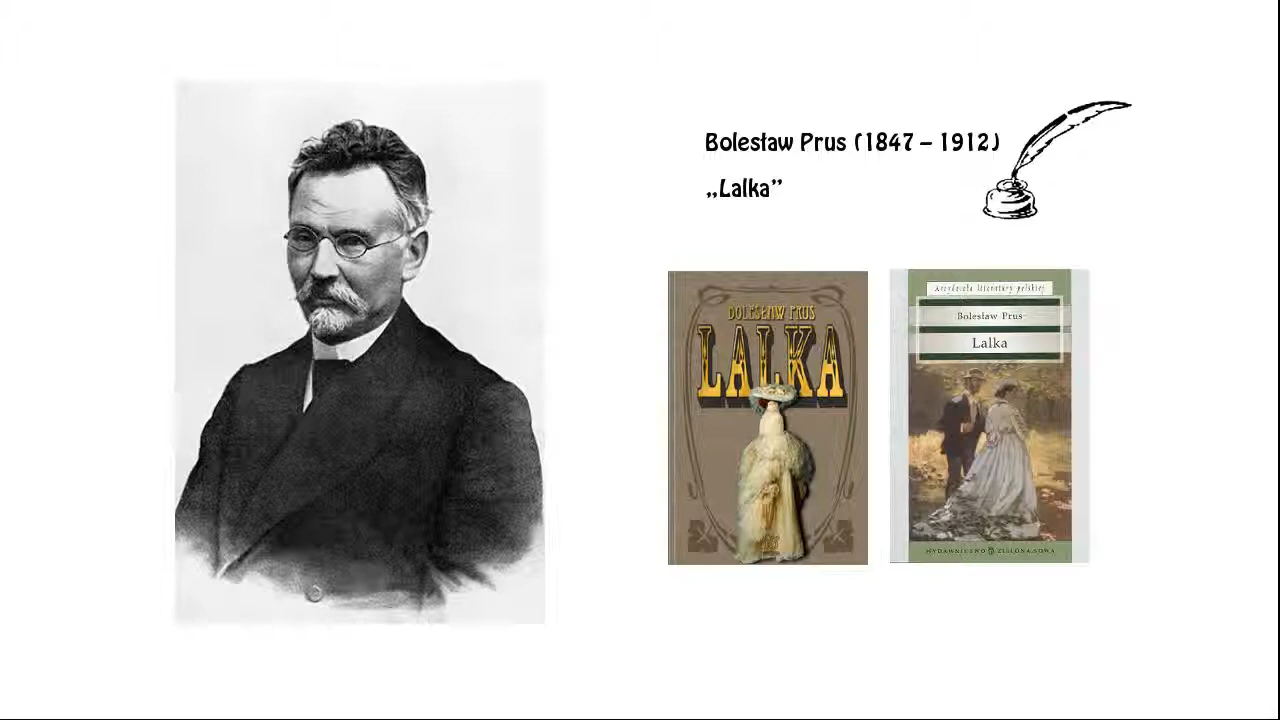 Bolesław Prus (1847 – 1912)
„Lalka”
BOLESŁAW PRUS
LALKA
Arcydzieła literatury polskiej
Bolesław Prus
Lalka
WYDAWNICTWO ZIELONA SOWA